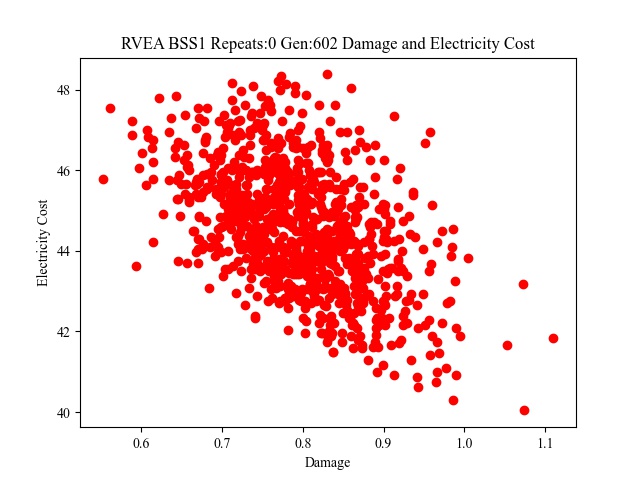 RVEA BSS1 Repeats:0 Gen:602 Damage and Electricity Cost
48
46
44
42
40
Electricity Cost
0.6 0.7 0.8 0.9 1.0 1.1
Damage